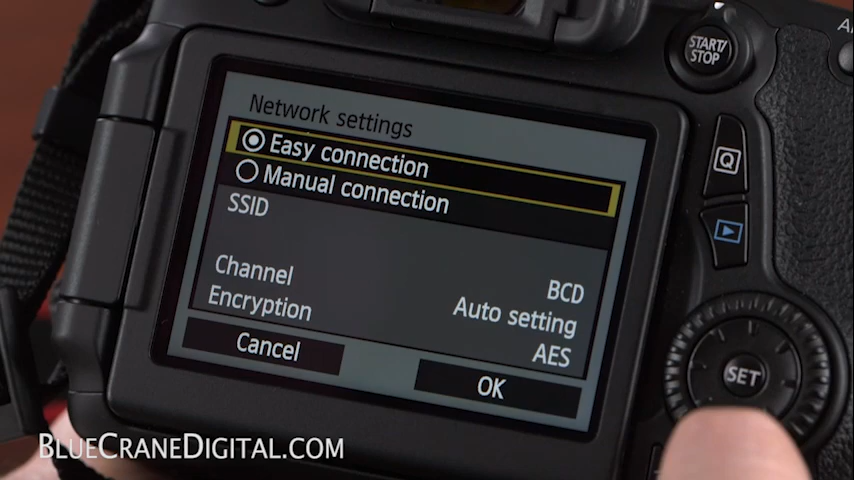 START/
STOP
Network settings
Easy connection
Manual connection
SSID
BCD
Channel
Auto setting
Encryption
AES
Cancel
OK
Q
SET
BLUECRANEDIGITAL.COM